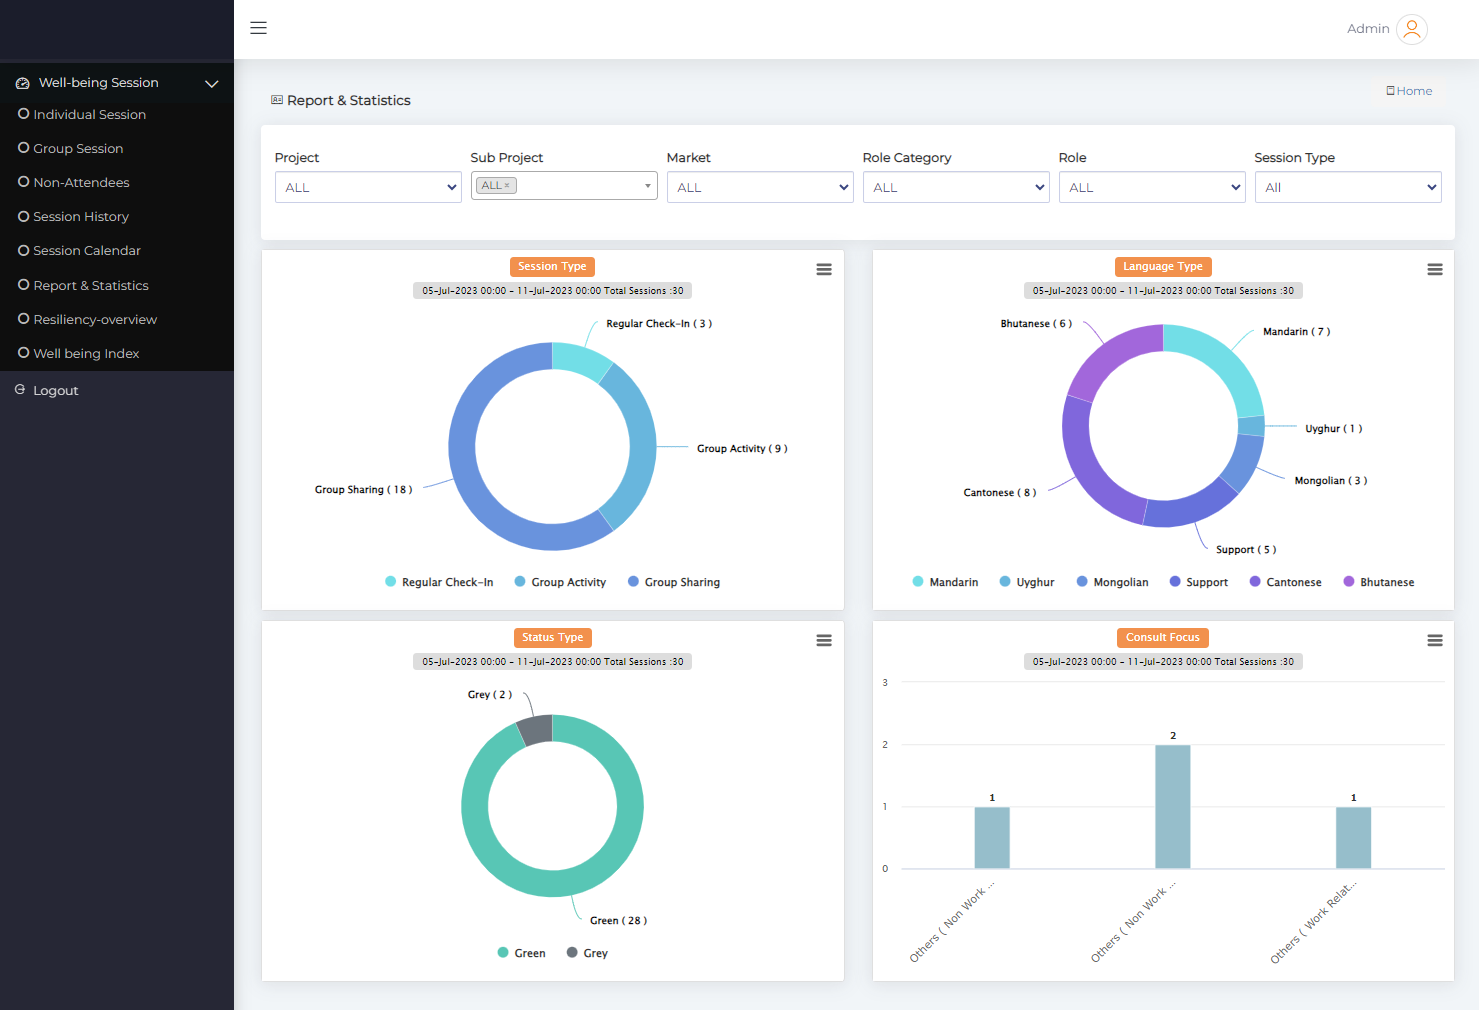 Admin
Well-being Session
Individual Session
Group Session
Non-Attendees
Session History
Session Calendar
Report & Statistics
Resiliency-overview
Well being Index
Logout
Report & Statistics
Home
Project
Sub Project
Market
Role Category
Role
Session Type
ALL
ALL ×
ALL
ALL
ALL
All
Session Type
05-Jul-2023 00:00 - 11-Jul-2023 00:00 Total Sessions :30
Regular Check-In ( 3 )
Group Activity ( 9 )
Group Sharing ( 18 )
Regular Check-In
Group Activity
Group Sharing
Language Type
05-Jul-2023 00:00 - 11-Jul-2023 00:00 Total Sessions :30
Bhutanese ( 6 )
Mandarin ( 7 )
Uyghur ( 1 )
Mongolian ( 3 )
Cantonese ( 8 )
Support ( 5 )
Mandarin
Uyghur
Mongolian
Support
Cantonese
Bhutanese
Status Type
05-Jul-2023 00:00 - 11-Jul-2023 00:00 Total Sessions :30
Grey ( 2 )
Green ( 28 )
Green
Grey
Consult Focus
05-Jul-2023 00:00 - 11-Jul-2023 00:00 Total Sessions :30
3
2
1
0
1
2
1
Others ( Non Work ...
Others ( Non Work ...
Others ( Work Relat...